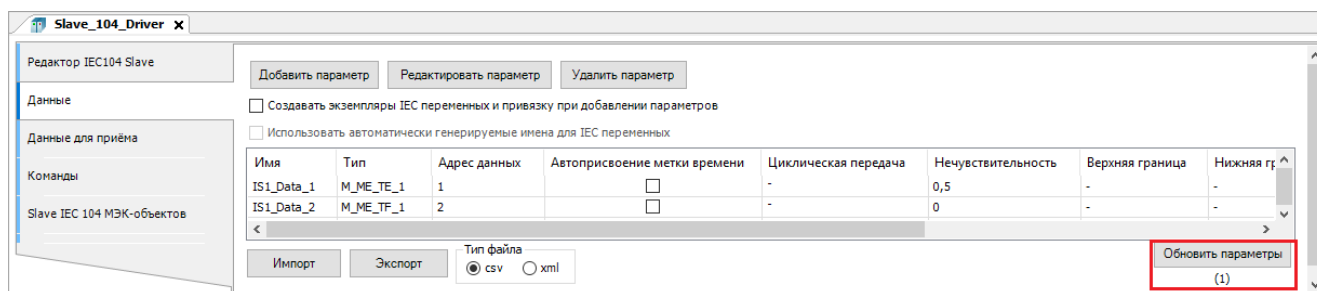 Slave_104_Driver X
Редактор IEC104 Slave
Данные
Данные для приёма
Команды
Slave IEC 104 МЭК-объектов
Добавить параметр Редактировать параметр Удалить параметр
Создавать экземпляры IEC переменных и привязку при добавлении параметров
Использовать автоматически генерируемые имена для IEC переменных
Имя Тип Адрес данных Автоприсвоение метки времени Циклическая передача Нечувствительность Верхняя граница Нижняя гр
IS1_Data_1 M_ME_TE_1 1 - 0,5 - -
IS1_Data_2 M_ME_TF_1 2 - 0 - -
Импорт Экспорт Тип файла csv xml Обновить параметры
(1)